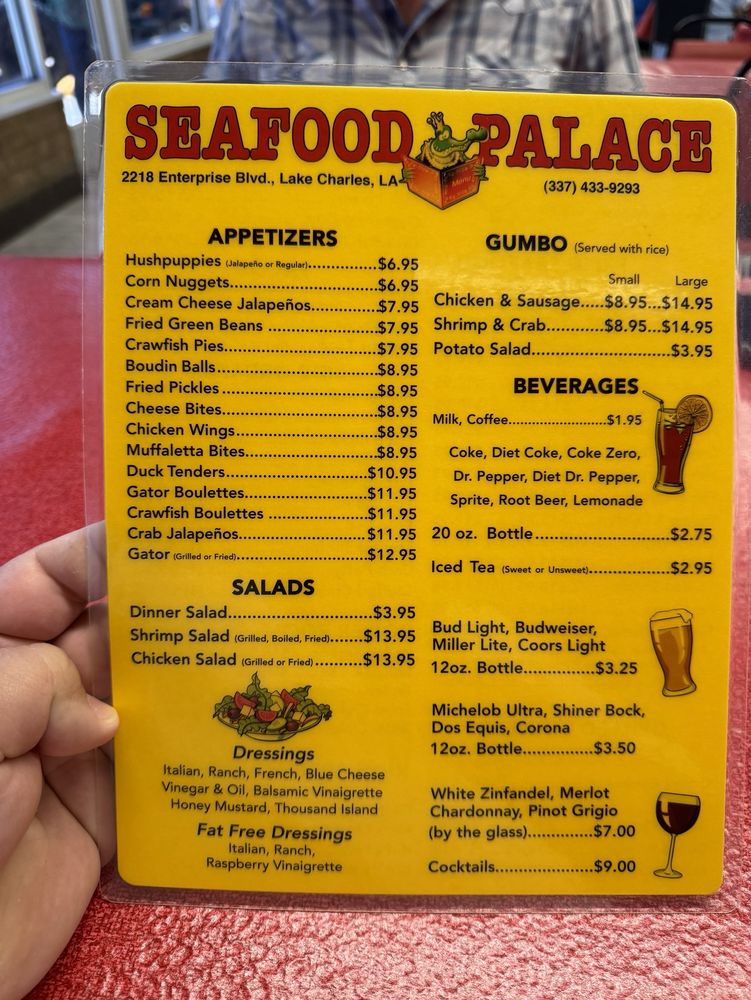 SEAFOOD PALACE
2218 Enterprise Blvd., Lake Charles, LA
(337) 433-9293
Menu
APPETIZERS
Hushpuppies (Jalapeño or Regular)..................$6.95
Corn Nuggets..................$6.95
Cream Cheese Jalapeños..................$7.95
Fried Green Beans ..................$7.95
Crawfish Pies..................$7.95
Boudin Balls..................$8.95
Fried Pickles..................$8.95
Cheese Bites..................$8.95
Chicken Wings..................$8.95
Muffaletta Bites..................$8.95
Duck Tenders..................$10.95
Gator Boulettes..................$11.95
Crawfish Boulettes ..................$11.95
Crab Jalapeños..................$11.95
Gator (Grilled or Fried)..................$12.95
SALADS
Dinner Salad..................$3.95
Shrimp Salad (Grilled, Boiled, Fried).......$13.95
Chicken Salad (Grilled or Fried)..........$13.95
Dressings
Italian, Ranch, French, Blue Cheese
Vinegar & Oil, Balsamic Vinaigrette
Honey Mustard, Thousand Island
Fat Free Dressings
Italian, Ranch,
Raspberry Vinaigrette
GUMBO (Served with rice)
Small Large
Chicken & Sausage.....$8.95...$14.95
Shrimp & Crab............$8.95...$14.95
Potato Salad..................$3.95
BEVERAGES
Milk, Coffee..................$1.95
Coke, Diet Coke, Coke Zero,
Dr. Pepper, Diet Dr. Pepper,
Sprite, Root Beer, Lemonade
20 oz. Bottle..................$2.75
Iced Tea (Sweet or Unsweet)..................$2.95
Bud Light, Budweiser,
Miller Lite, Coors Light
12oz. Bottle..................$3.25
Michelob Ultra, Shiner Bock,
Dos Equis, Corona
12oz. Bottle..................$3.50
White Zinfandel, Merlot
Chardonnay, Pinot Grigio
(by the glass)..................$7.00
Cocktails..................$9.00